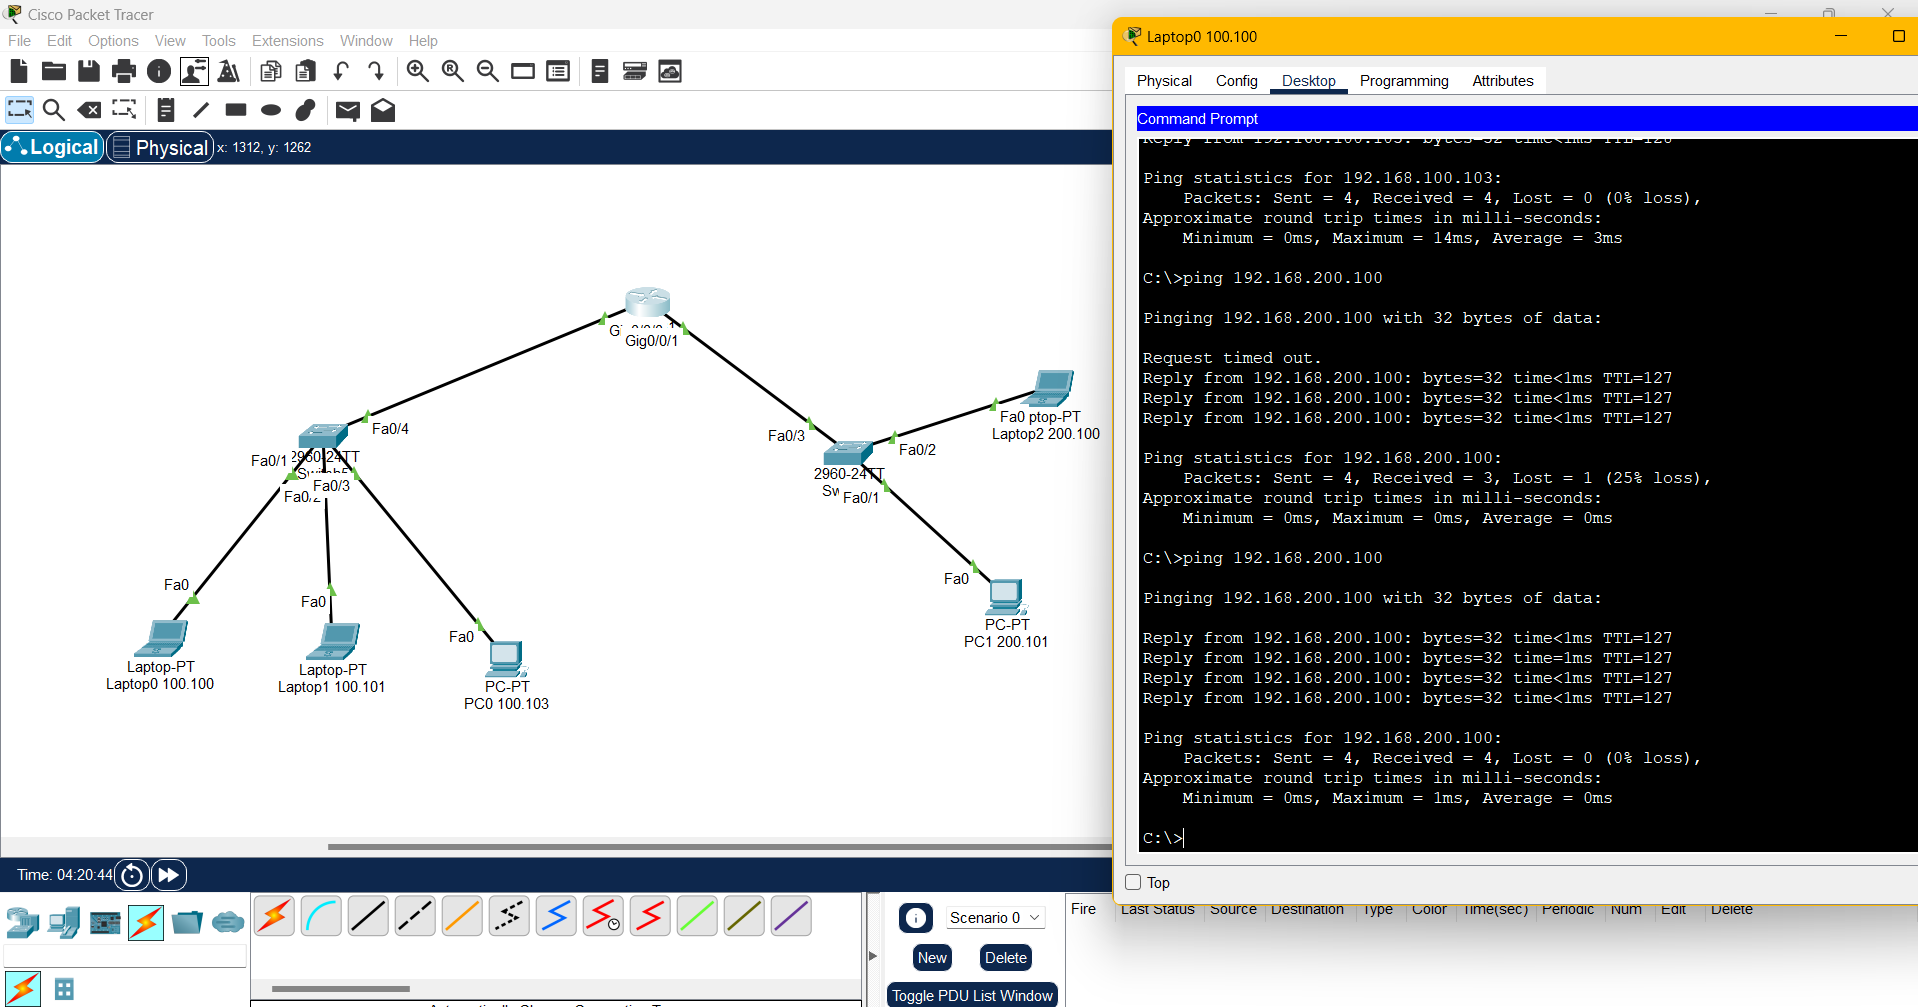 Cisco Packet Tracer
File Edit Options View Tools Extensions Window Help
Logical Physical x: 1312, y: 1262
Gig0/0/1
Fa0/4
Fa0/1 2960-24TT
Fa0/3
Fa0
Fa0
Fa0
Laptop-PT
Laptop0 100.100
Laptop-PT
Laptop1 100.101
PC-PT
PC0 100.103
Fa0/3
Fa0/2
2960-24TT
Fa0/1
Fa0 ptop-PT
Laptop2 200.100
Fa0
PC-PT
PC1 200.101
Time: 04:20:44
Scenario 0
New Delete
Toggle PDU List Window
Fire Last Status Source Destination Type Color Time(sec) Periodic Num Edit Delete
Laptop0 100.100
Physical Config Desktop Programming Attributes
Command Prompt
Reply from 192.168.100.103: bytes=32 time<1ms TTL=128
Ping statistics for 192.168.100.103:
Packets: Sent = 4, Received = 4, Lost = 0 (0% loss),
Approximate round trip times in milli-seconds:
Minimum = 0ms, Maximum = 14ms, Average = 3ms
C:\>ping 192.168.200.100
Pinging 192.168.200.100 with 32 bytes of data:
Request timed out.
Reply from 192.168.200.100: bytes=32 time<1ms TTL=127
Reply from 192.168.200.100: bytes=32 time<1ms TTL=127
Reply from 192.168.200.100: bytes=32 time<1ms TTL=127
Ping statistics for 192.168.200.100:
Packets: Sent = 4, Received = 3, Lost = 1 (25% loss),
Approximate round trip times in milli-seconds:
Minimum = 0ms, Maximum = 0ms, Average = 0ms
C:\>ping 192.168.200.100
Pinging 192.168.200.100 with 32 bytes of data:
Reply from 192.168.200.100: bytes=32 time<1ms TTL=127
Reply from 192.168.200.100: bytes=32 time=1ms TTL=127
Reply from 192.168.200.100: bytes=32 time<1ms TTL=127
Reply from 192.168.200.100: bytes=32 time<1ms TTL=127
Ping statistics for 192.168.200.100:
Packets: Sent = 4, Received = 4, Lost = 0 (0% loss),
Approximate round trip times in milli-seconds:
Minimum = 0ms, Maximum = 1ms, Average = 0ms
C:\>
Top